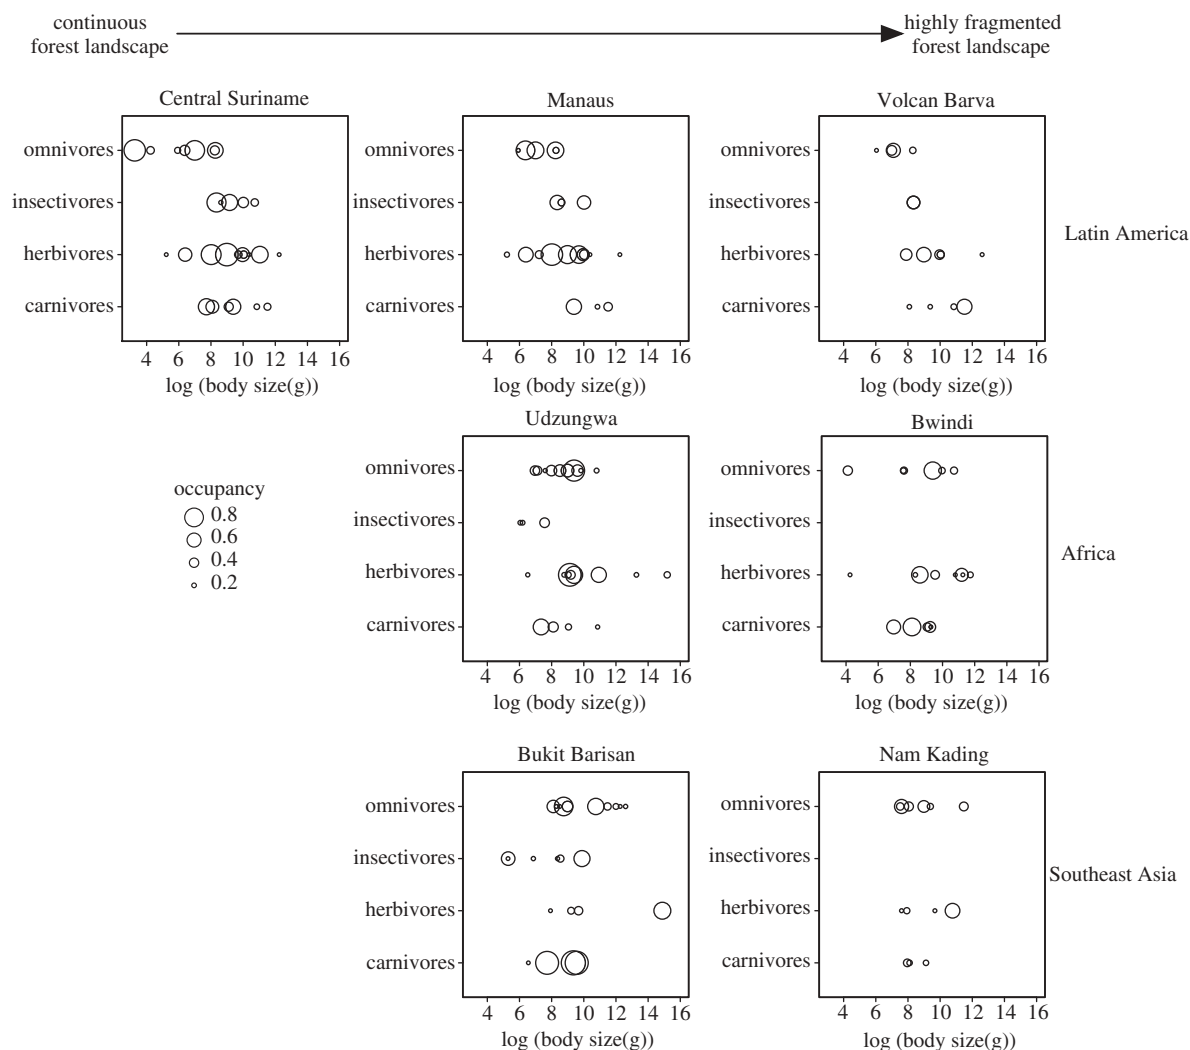 continuous
forest landscape
highly fragmented
forest landscape
Central Suriname
Manaus
Volcan Barva
omnivores
insectivores
herbivores
carnivores
4 6 8 10 12 14 16
log (body size(g))
omnivores
insectivores
herbivores
carnivores
4 6 8 10 12 14 16
log (body size(g))
omnivores
insectivores
herbivores
carnivores
4 6 8 10 12 14 16
log (body size(g))
Latin America
Udzungwa
Bwindi
occupancy
0.8
0.6
0.4
0.2
omnivores
insectivores
herbivores
carnivores
4 6 8 10 12 14 16
log (body size(g))
omnivores
insectivores
herbivores
carnivores
4 6 8 10 12 14 16
log (body size(g))
Africa
Bukit Barisan
Nam Kading
omnivores
insectivores
herbivores
carnivores
4 6 8 10 12 14 16
log (body size(g))
omnivores
insectivores
herbivores
carnivores
4 6 8 10 12 14 16
log (body size(g))
Southeast Asia